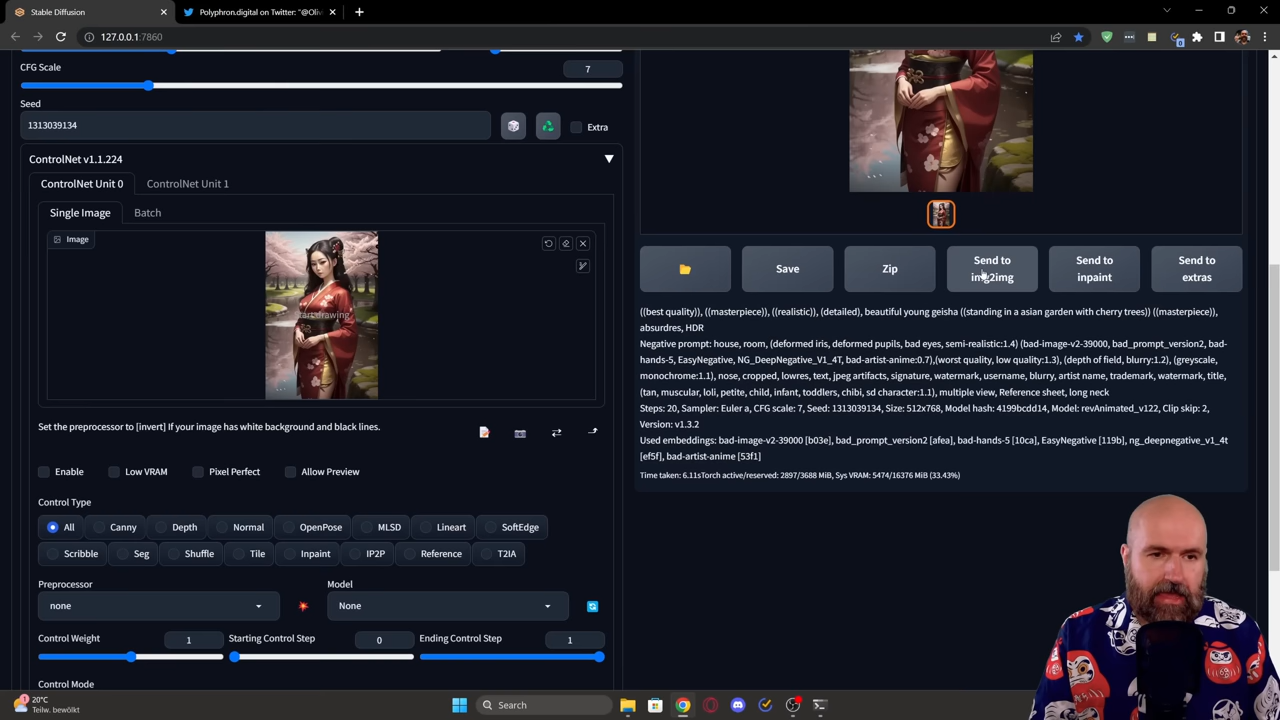 Stable Diffusion
Polyphron.digital on Twitter: "@Oliv
127.0.0.1:7860
CFG Scale
7
Seed
1313039134
Extra
ControlNet v1.1.224
ControlNet Unit 0
ControlNet Unit 1
Single Image
Batch
Image
Start drawing
Set the preprocessor to [invert] If your image has white background and black lines.
Enable
Low VRAM
Pixel Perfect
Allow Preview
Control Type
All
Canny
Depth
Normal
OpenPose
MLSD
Lineart
SoftEdge
Scribble
Seg
Shuffle
Tile
Inpaint
IP2P
Reference
T2IA
Preprocessor
Model
none
None
Control Weight
1
Starting Control Step
0
Ending Control Step
1
Control Mode
Save
Zip
Send to
img2img
Send to
inpaint
Send to
extras
((best quality)), ((masterpiece)), ((realistic)), (detailed), beautiful young geisha ((standing in a asian garden with cherry trees)) ((masterpiece)),
absurdres, HDR
Negative prompt: house, room, (deformed iris, deformed pupils, bad eyes, semi-realistic:1.4) (bad-image-v2-39000, bad_prompt_version2, bad-
hands-5, EasyNegative, NG_DeepNegative_V1_4T, bad-artist-anime:0.7),(worst quality, low quality:1.3), (depth of field, blurry:1.2), (greyscale,
monochrome:1.1), nose, cropped, lowres, text, jpeg artifacts, signature, watermark, username, blurry, artist name, trademark, watermark, title,
(tan, muscular, loli, petite, child, infant, toddlers, chibi, sd character:1.1), multiple view, Reference sheet, long neck
Steps: 20, Sampler: Euler a, CFG scale: 7, Seed: 1313039134, Size: 512x768, Model hash: 4199bcdd14, Model: revAnimated_v122, Clip skip: 2,
Version: v1.3.2
Used embeddings: bad-image-v2-39000 [b03e], bad_prompt_version2 [afea], bad-hands-5 [10ca], EasyNegative [119b], ng_deepnegative_v1_4t
[ef5f], bad-artist-anime [53f1]
Time taken: 6.11sTorch active/reserved: 2897/3688 MiB, Sys VRAM: 5474/16376 MiB (33.43%)
1
20°C
Teilw. bewölkt
Search